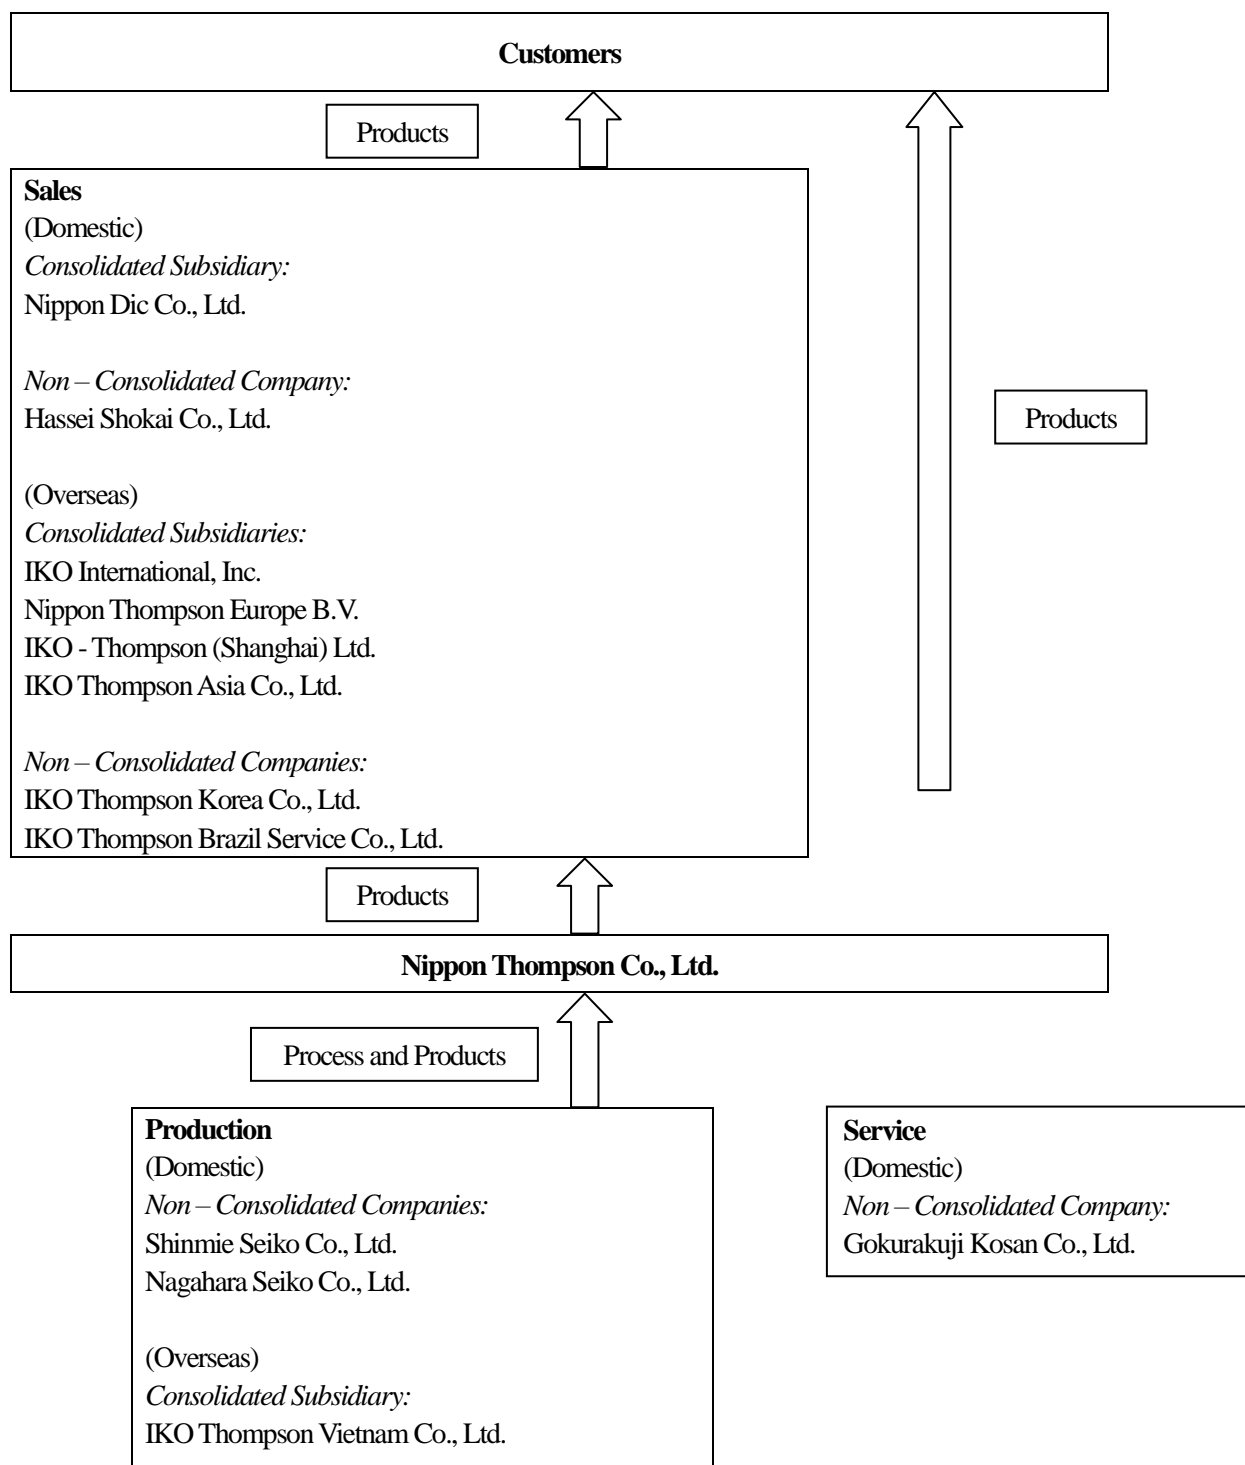 Customers
Products
Sales
(Domestic)
Consolidated Subsidiary:
Nippon Dic Co., Ltd.
Non – Consolidated Company:
Hassei Shokai Co., Ltd.
Products
(Overseas)
Consolidated Subsidiaries:
IKO International, Inc.
Nippon Thompson Europe B.V.
IKO - Thompson (Shanghai) Ltd.
IKO Thompson Asia Co., Ltd.
Non – Consolidated Companies:
IKO Thompson Korea Co., Ltd.
IKO Thompson Brazil Service Co., Ltd.
Products
Nippon Thompson Co., Ltd.
Process and Products
Production
(Domestic)
Non – Consolidated Companies:
Shinmie Seiko Co., Ltd.
Nagahara Seiko Co., Ltd.
(Overseas)
Consolidated Subsidiary:
IKO Thompson Vietnam Co., Ltd.
Service
(Domestic)
Non – Consolidated Company:
Gokurakuji Kosan Co., Ltd.